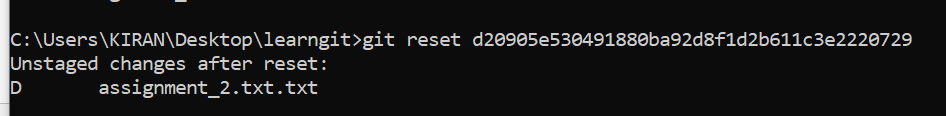 C:\Users\KIRAN\Desktop\learngit>git reset d20905e530491880ba92d8f1d2b611c3e2220729
Unstaged changes after reset:
D       assignment_2.txt.txt